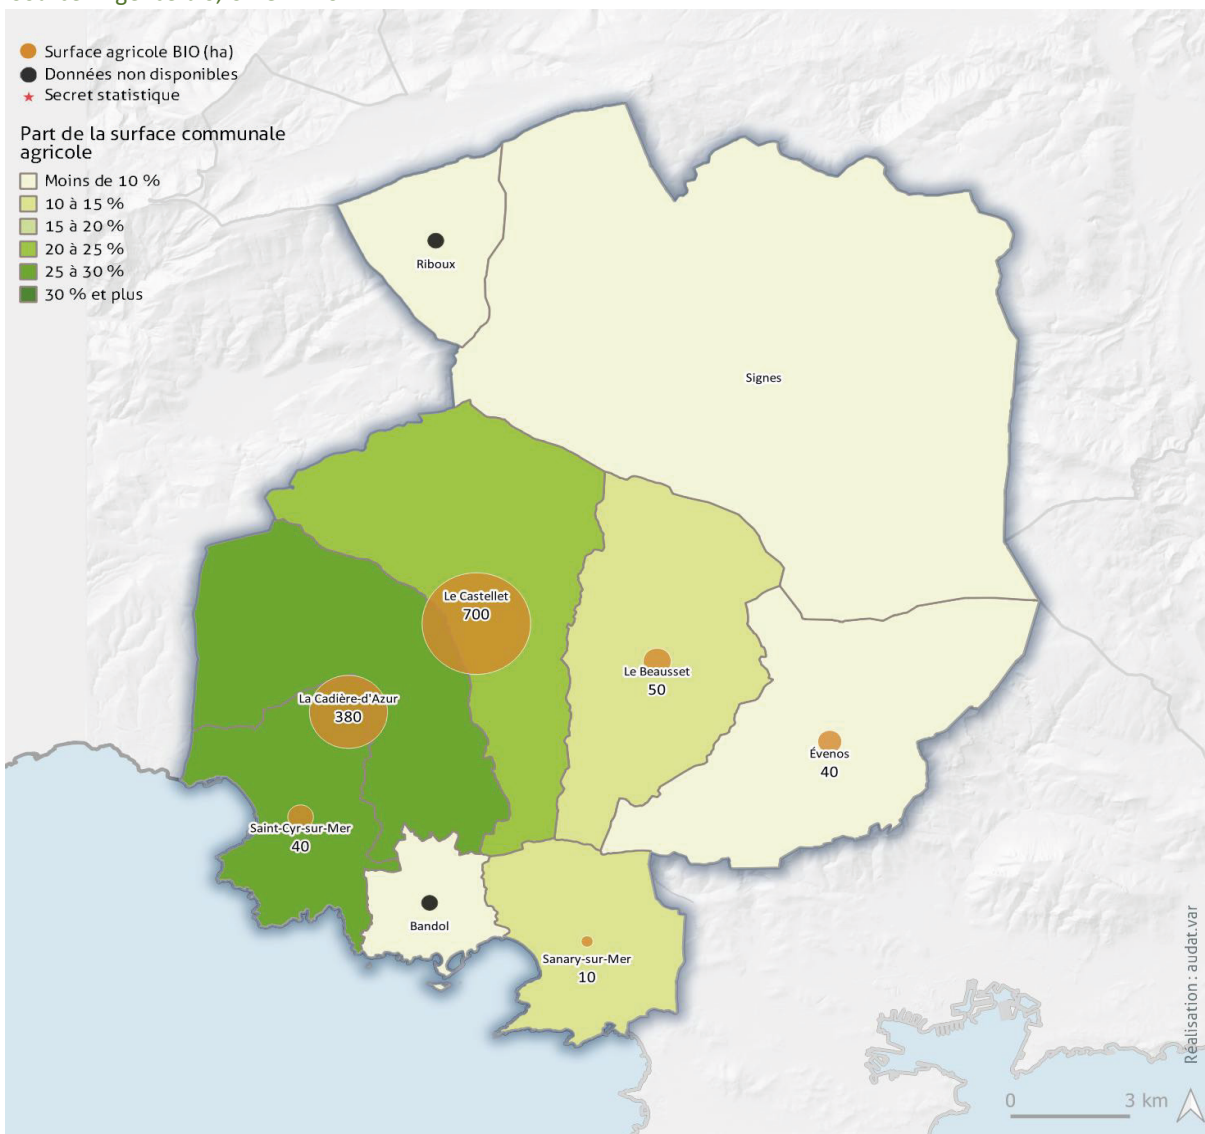 Surface agricole BIO (ha)
Données non disponibles
Secret statistique
Part de la surface communale
agricole
Moins de 10 %
10 à 15 %
15 à 20 %
20 à 25 %
25 à 30 %
30 % et plus
Riboux
Signes
Le Castellet
700
Le Beausset
50
La Cadière-d'Azur
380
Évenos
40
Saint-Cyr-sur-Mer
40
Bandol
Sanary-sur-Mer
10
Réalisation : audat.var
0 3 km